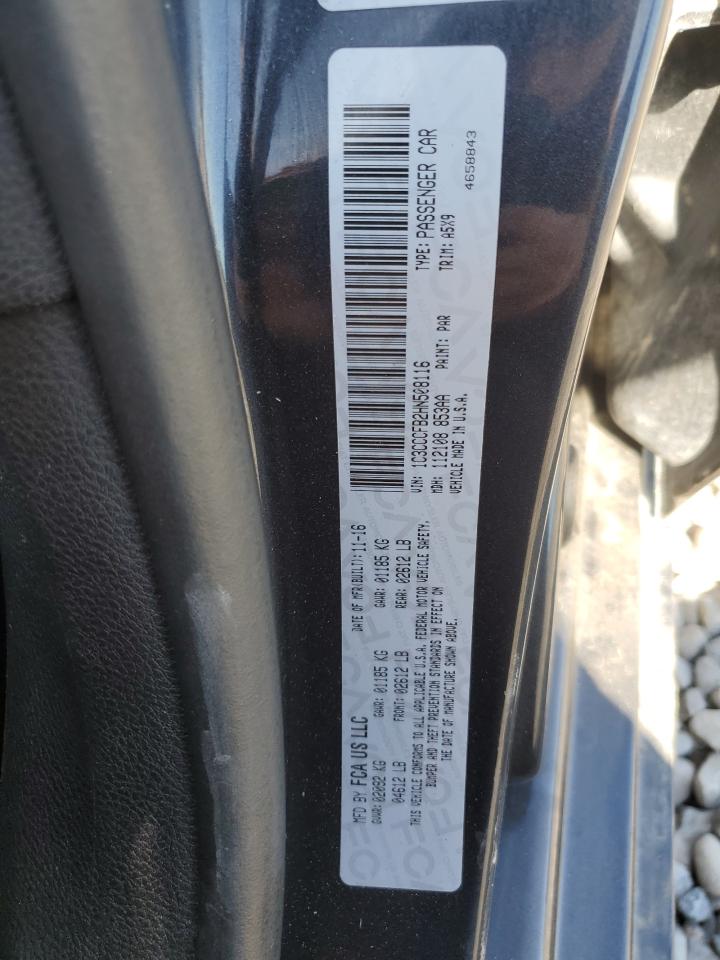 MFD BY FCA US LLC DATE OF MFR(BUILT):11-16
GVWR: 02092 KG GAWR: 01185 KG GAWR: 01185 KG
04612 LB FRONT: 02612 LB REAR: 02612 LB
THIS VEHICLE CONFORMS TO ALL APPLICABLE U.S.A. FEDERAL MOTOR VEHICLE SAFETY,
BUMPER AND THEFT PREVENTION STANDARDS IN EFFECT ON
THE DATE OF MANUFACTURE SHOWN ABOVE.
VIN: 1C3CCCFB2HN508116 TYPE: PASSENGER CAR
MDH: 112108 853AA PAINT: PAR TRIM: A5X9
VEHICLE MADE IN U.S.A. 4658843